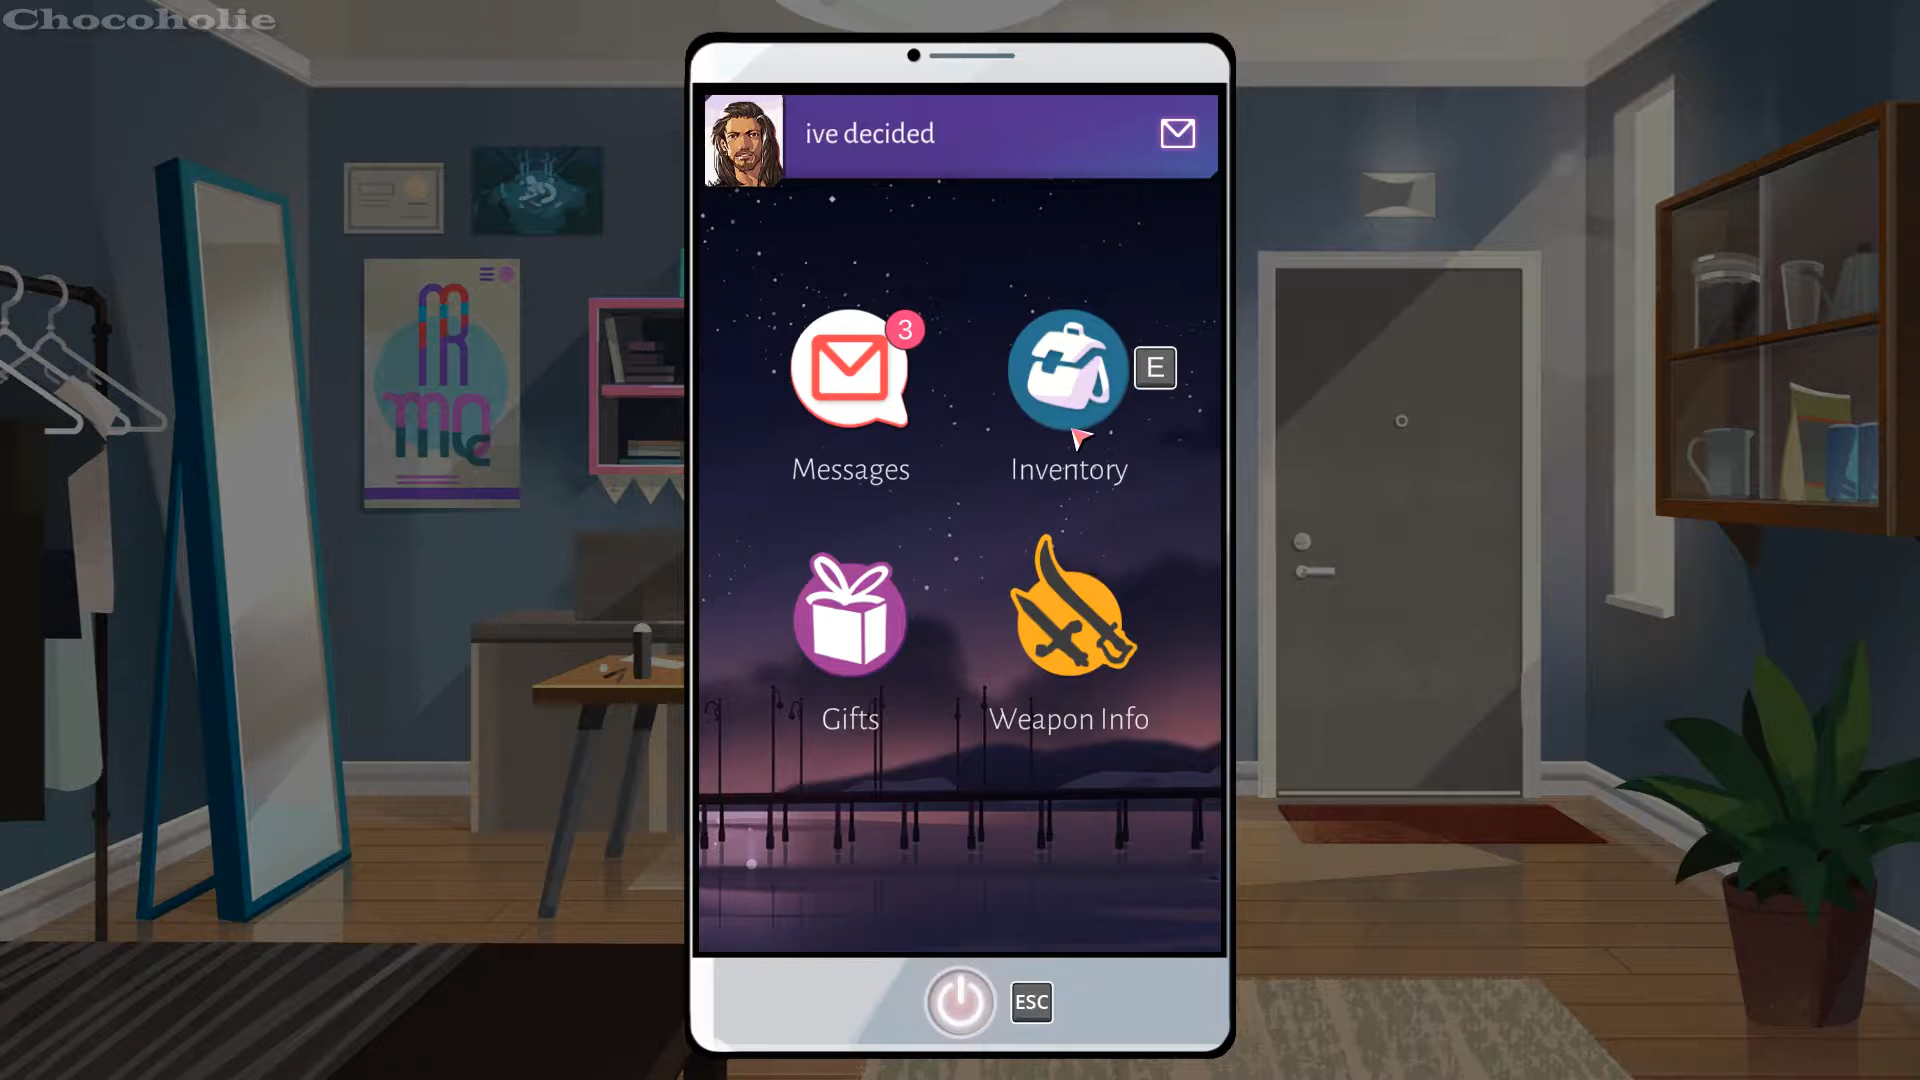 Chocoholie
ive decided
3
E
Messages
Inventory
Gifts
Weapon Info
ESC